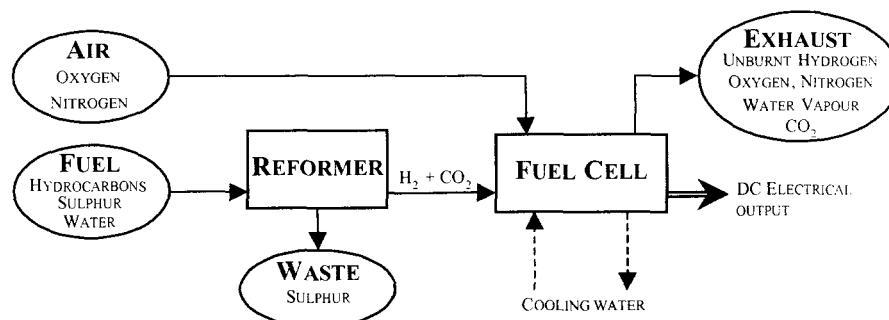 AIR
OXYGEN
NITROGEN
FUEL
HYDROCARBONS
SULPHUR
WATER
REFORMER
WASTE
SULPHUR
H₂ + CO₂
FUEL CELL
COOLING WATER
EXHAUST
UNBURNT HYDROGEN
OXYGEN, NITROGEN
WATER VAPOUR
CO₂
DC ELECTRICAL
OUTPUT